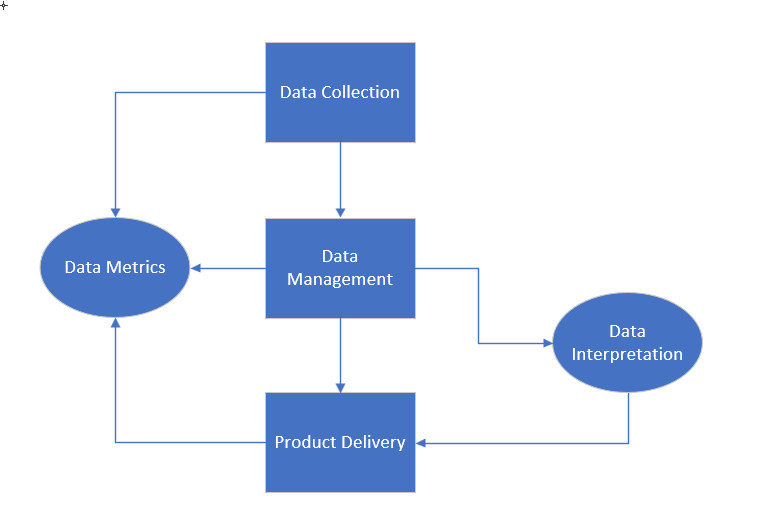 Data Collection
Data Metrics
Data
Management
Data
Interpretation
Product Delivery